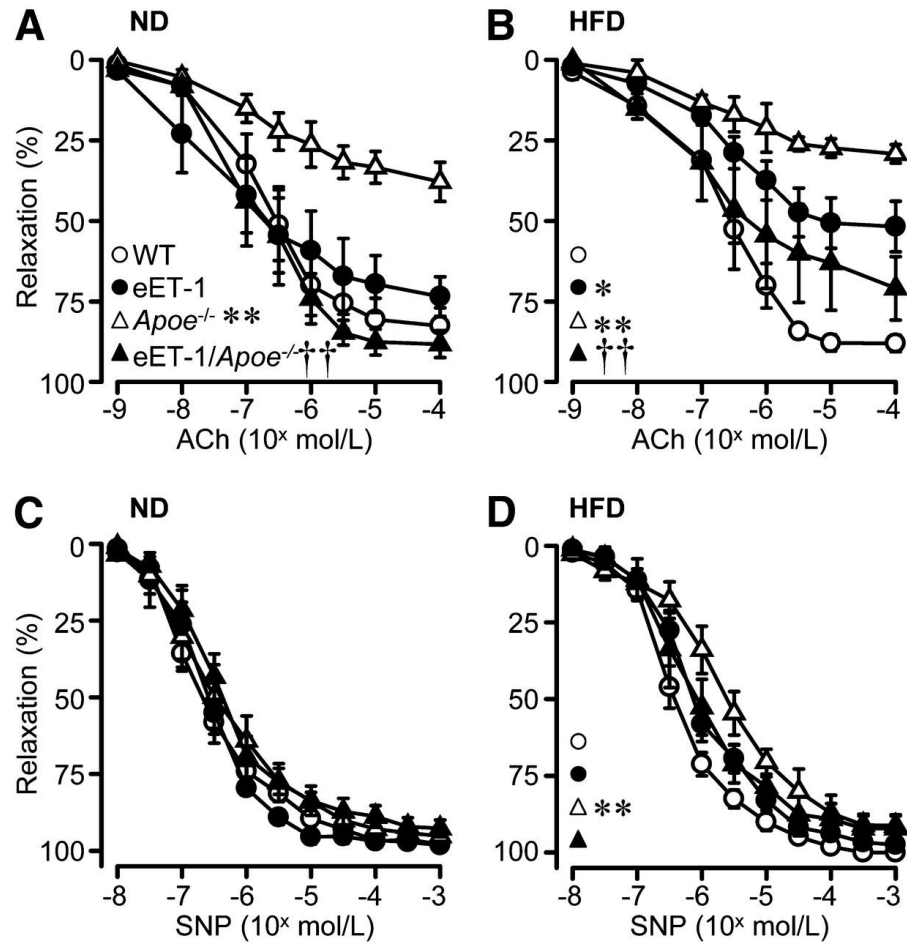 A ND
0
25
50
75
100
Relaxation (%)
WT
eET-1
Apoe-/- **
eET-1/Apoe-/- ††
-9 -8 -7 -6 -5 -4
ACh (10ˣ mol/L)
B HFD
0
25
50
75
100
*
**
††
-9 -8 -7 -6 -5 -4
ACh (10ˣ mol/L)
C ND
0
25
50
75
100
Relaxation (%)
-8 -7 -6 -5 -4 -3
SNP (10ˣ mol/L)
D HFD
0
25
50
75
100
**
-8 -7 -6 -5 -4 -3
SNP (10ˣ mol/L)